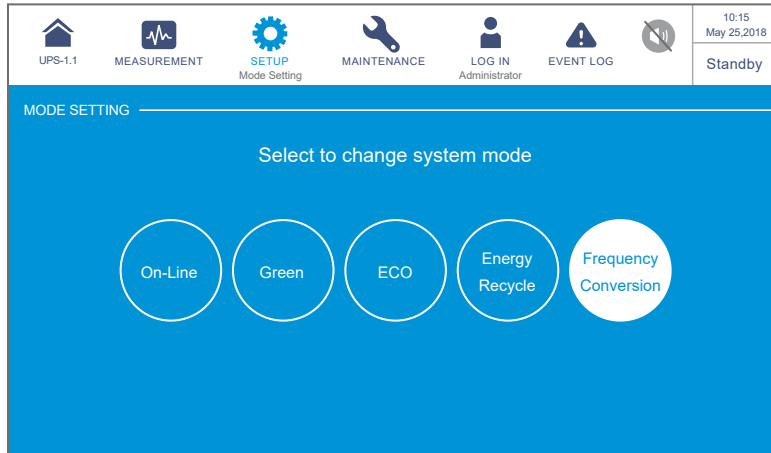 UPS-1.1
MEASUREMENT
SETUP
Mode Setting
MAINTENANCE
LOG IN
Administrator
EVENT LOG
10:15
May 25,2018
Standby
MODE SETTING
Select to change system mode
On-Line
Green
ECO
Energy
Recycle
Frequency
Conversion